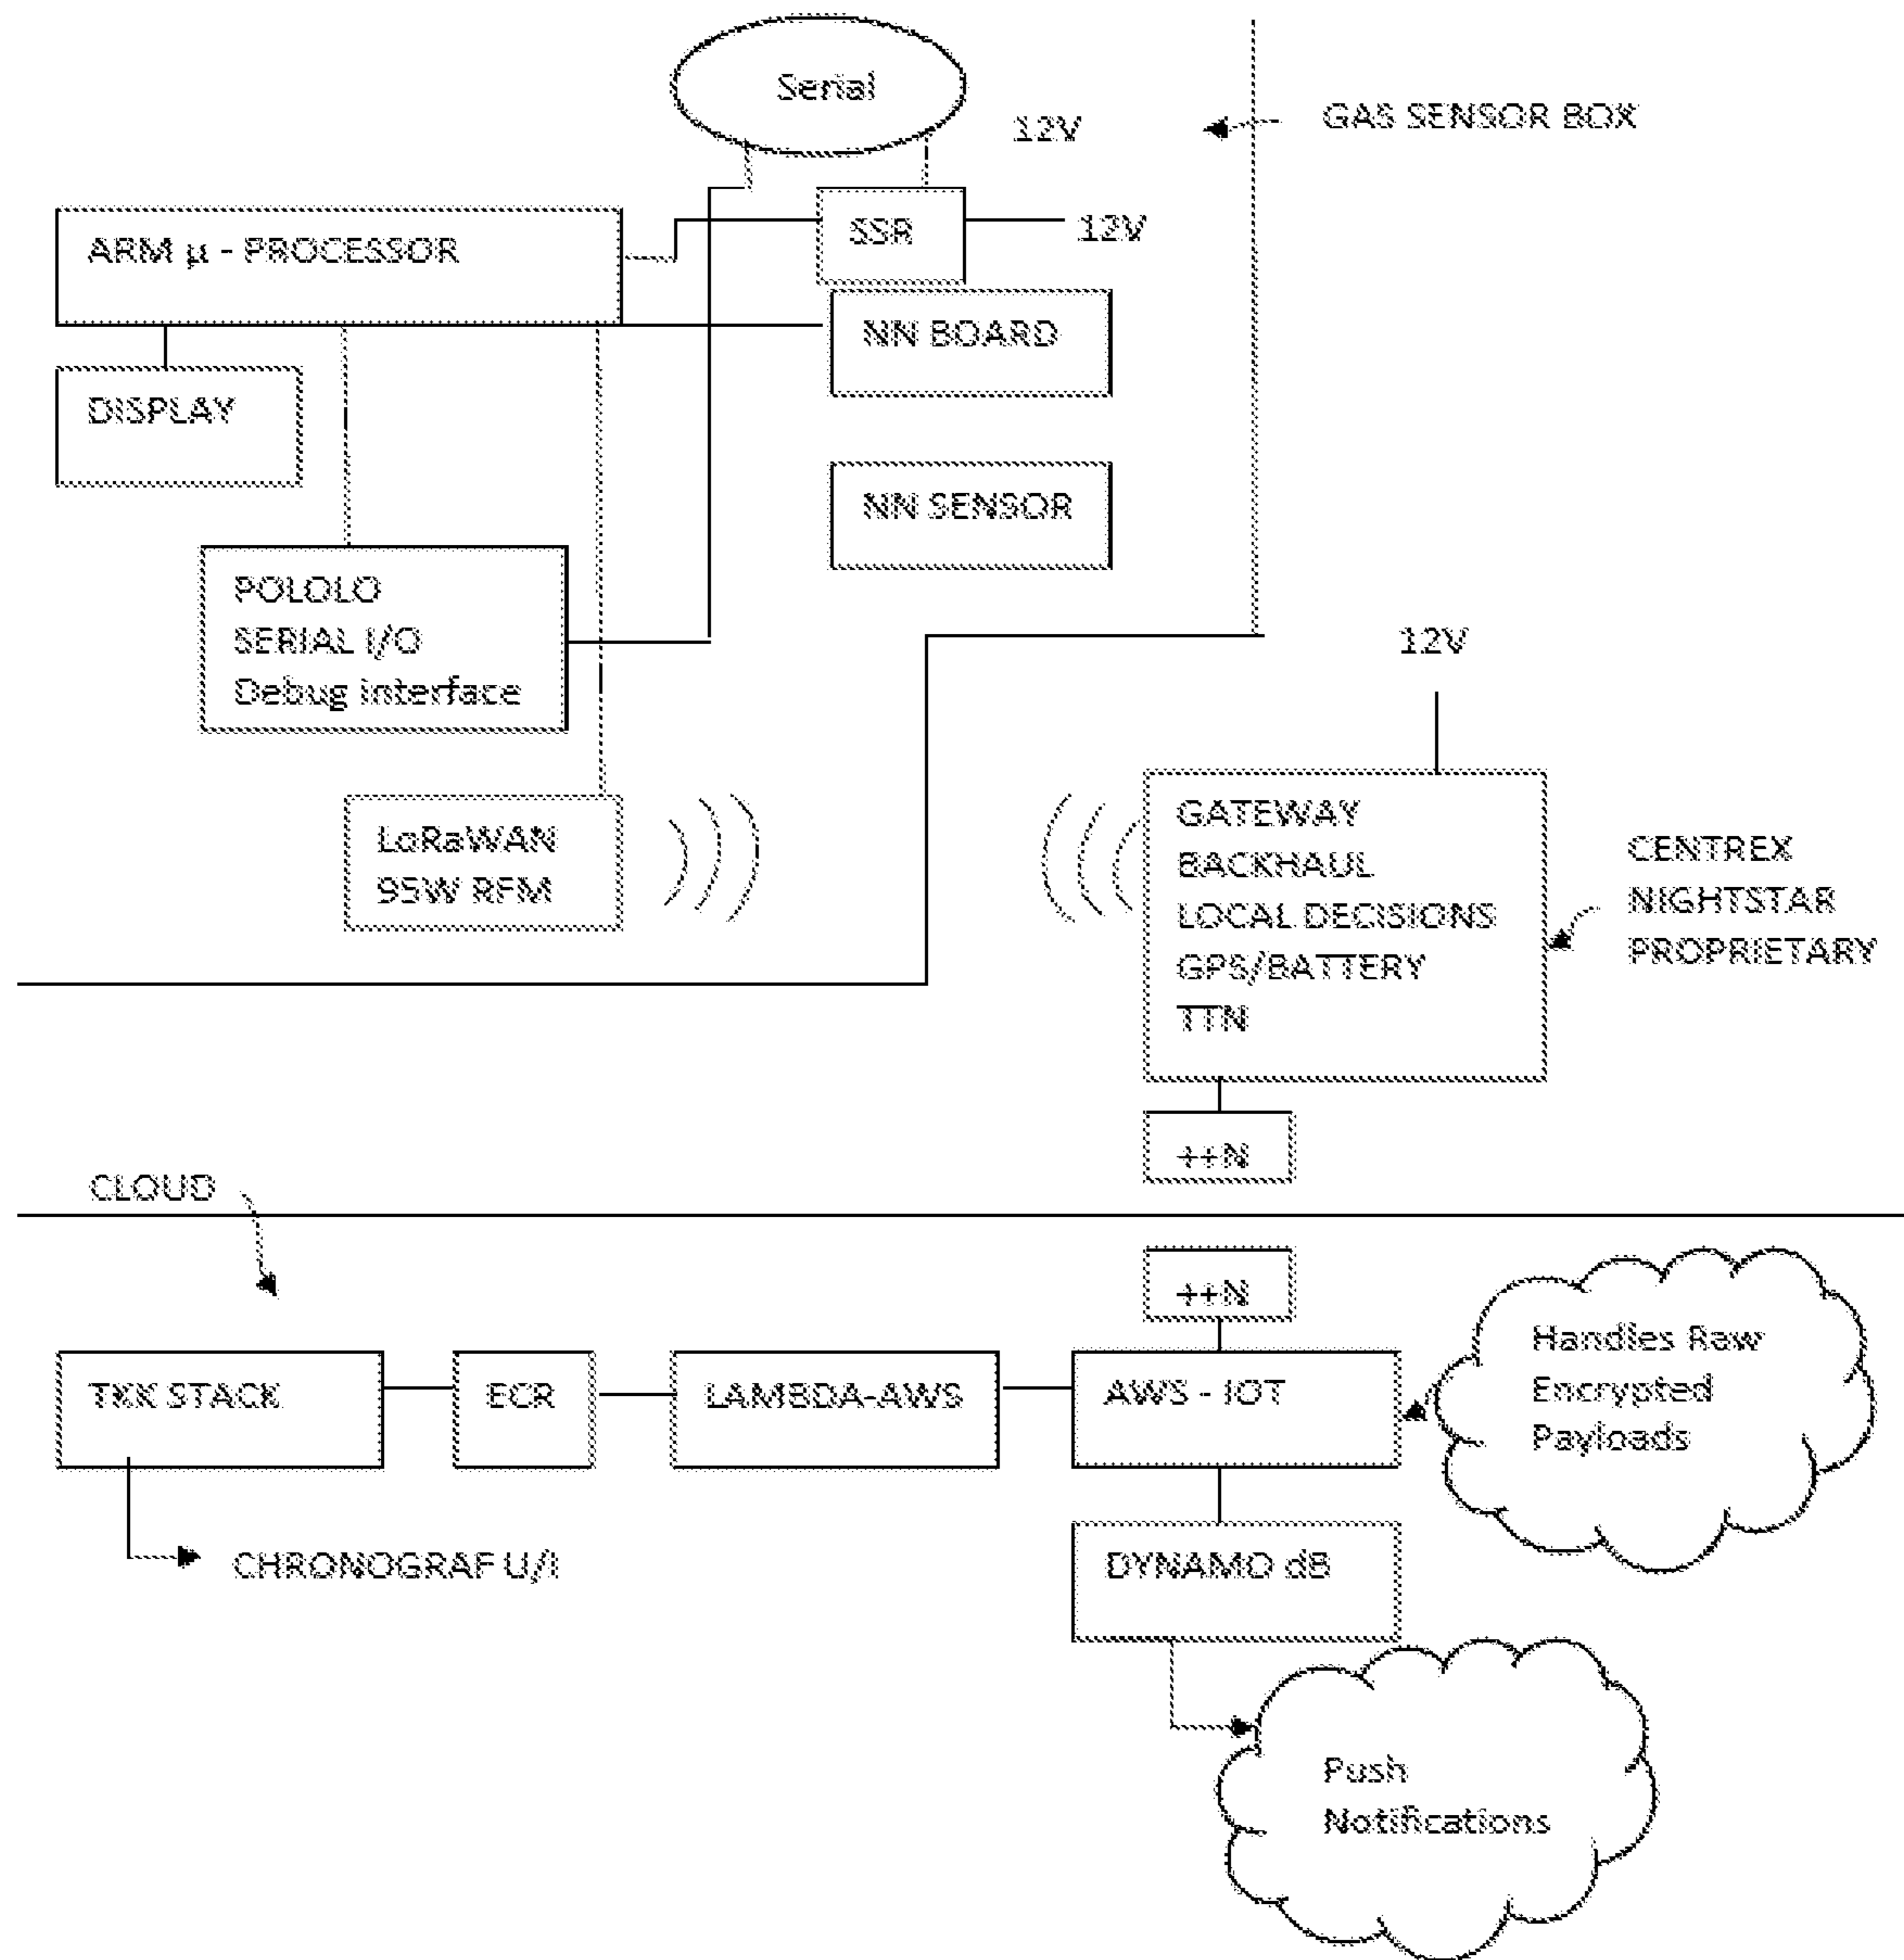 Serial
12V
GAS SENSOR BOX
ARM μ - PROCESSOR
SSR
12V
NN BOARD
DISPLAY
NN SENSOR
POLOLO
SERIAL I/O
Debug interface
12V
LoRaWAN
95W RFM
GATEWAY
BACKHAUL
LOCAL DECISIONS
GPS/BATTERY
TTN
CENTREX
NIGHTSTAR
PROPRIETARY
++N
CLOUD
++N
TKK STACK
ECR
LAMBDA-AWS
AWS - IOT
Handles Raw
Encrypted
Payloads
CHRONOGRAF U/I
DYNAMO dB
Push
Notifications